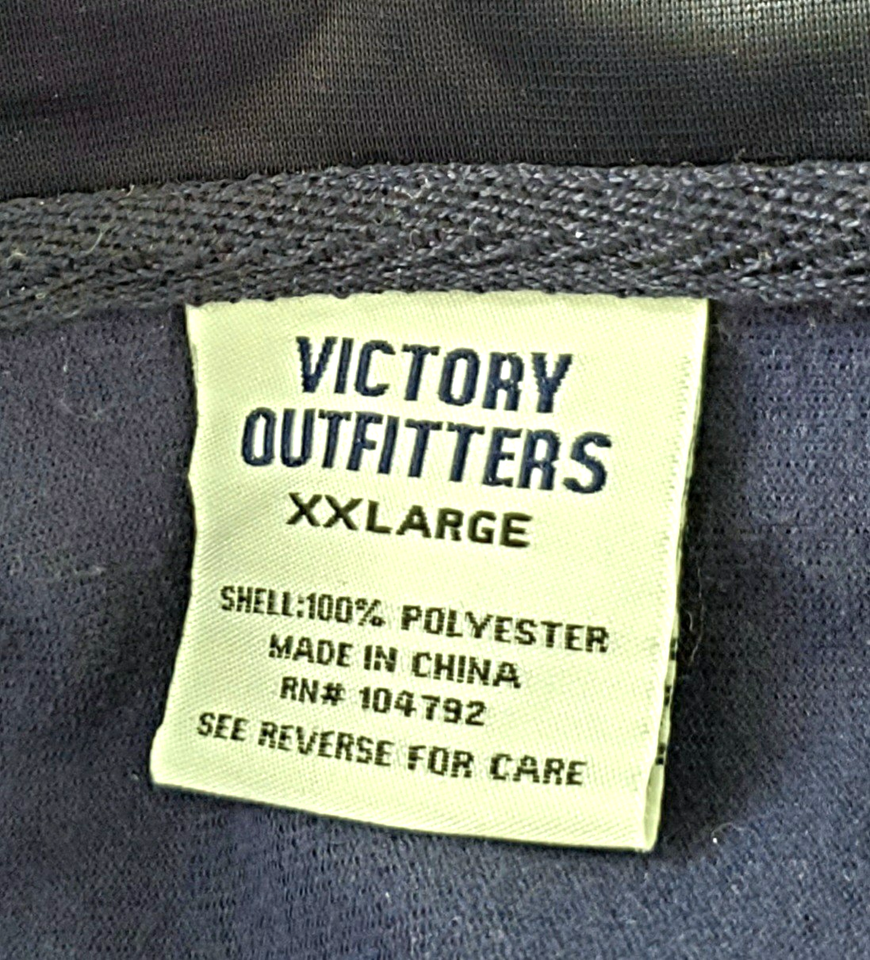 VICTORY
OUTFITTERS
XXLARGE
SHELL:100% POLYESTER
MADE IN CHINA
RN# 104792
SEE REVERSE FOR CARE